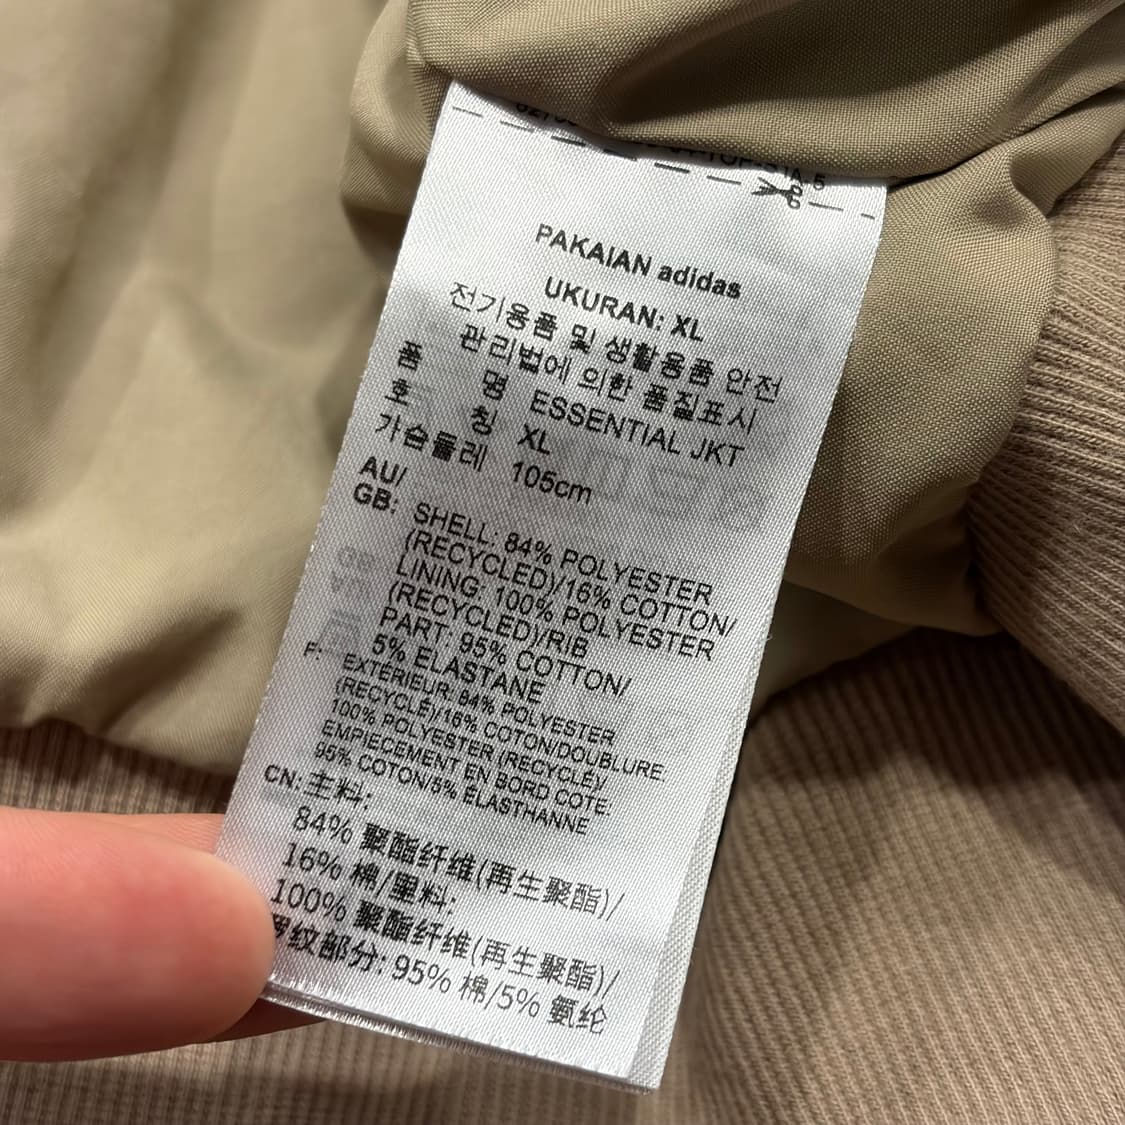 PAKAIAN adidas
UKURAN: XL
전기용품 및 생활용품 안전
관리법에 의한 품질표시
품 명 ESSENTIAL JKT
호 칭 XL
가슴둘레 105cm
AU/
GB: SHELL: 84% POLYESTER
(RECYCLED)/16% COTTON/
LINING: 100% POLYESTER
(RECYCLED)/RIB
PART: 95% COTTON/
5% ELASTANE
F: EXTÉRIEUR: 84% POLYESTER
(RECYCLÉ)/16% COTON/DOUBLURE:
100% POLYESTER (RECYCLÉ)/
EMPIECEMENT EN BORD COTE:
95% COTON/5% ÉLASTHANNE
CN: 主料:
84% 聚酯纤维(再生聚酯)/
16% 棉/里料:
100% 聚酯纤维(再生聚酯)/
罗纹部分: 95% 棉/5% 氨纶